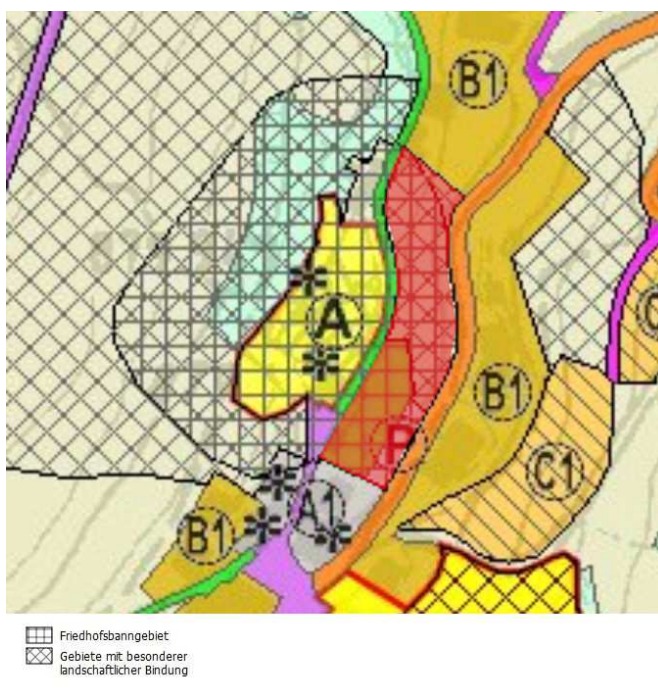 B1
A
B1
C1
A1
B1
Friedhofsbanngebiet
Gebiete mit besonderer
landschaftlicher Bindung